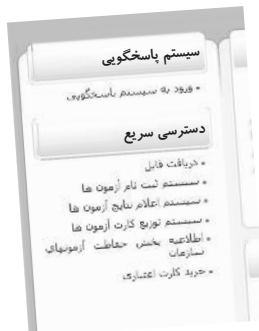 سیستم پاسخگویی
• ورود به سیستم پاسخگویی
دسترسی سریع
• دریافت فایل
• سیستم ثبت نام آزمون ها
• سیستم اعلام نتایج آزمون ها
• سیستم توزیع کارت آزمون ها
• اطلاعیه بخش حفاظت آزمونهای
سازمان
• خرید کارت اعتباری